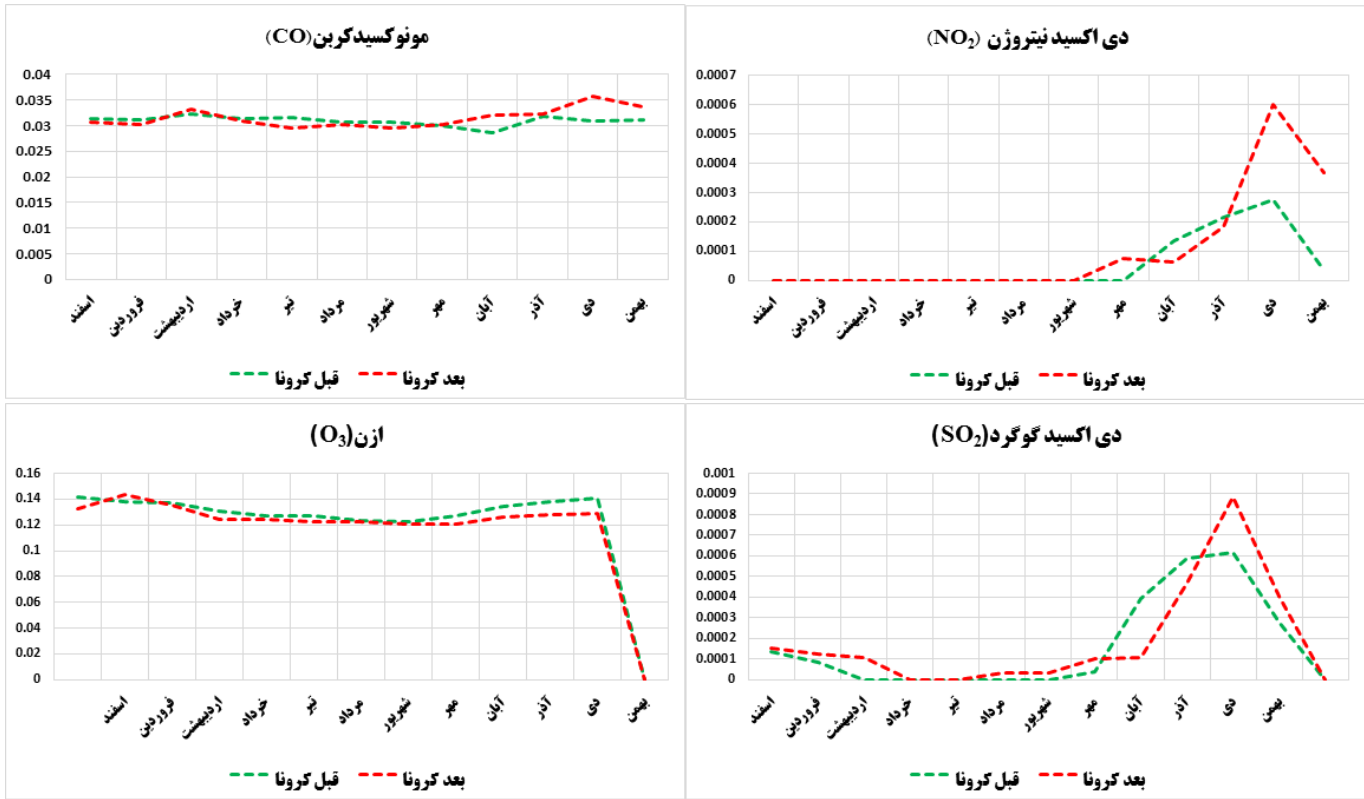 مونوکسیدکربن(CO)
0.04
0.035
0.03
0.025
0.02
0.015
0.01
0.005
0
اسفند
فروردین
اردیبهشت
خرداد
تیر
مرداد
شهریور
مهر
آبان
آذر
دی
بهمن
قبل کرونا
بعد کرونا
دی اکسید نیتروژن (NO₂)
0.0007
0.0006
0.0005
0.0004
0.0003
0.0002
0.0001
0
اسفند
فروردین
اردیبهشت
خرداد
تیر
مرداد
شهریور
مهر
آبان
آذر
دی
بهمن
قبل کرونا
بعد کرونا
ازن(O₃)
0.16
0.14
0.12
0.1
0.08
0.06
0.04
0.02
0
اسفند
فروردین
اردیبهشت
خرداد
تیر
مرداد
شهریور
مهر
آبان
آذر
دی
بهمن
قبل کرونا
بعد کرونا
دی اکسید گوگرد(SO₂)
0.001
0.0009
0.0008
0.0007
0.0006
0.0005
0.0004
0.0003
0.0002
0.0001
0
اسفند
فروردین
اردیبهشت
خرداد
تیر
مرداد
شهریور
مهر
آبان
آذر
دی
بهمن
قبل کرونا
بعد کرونا